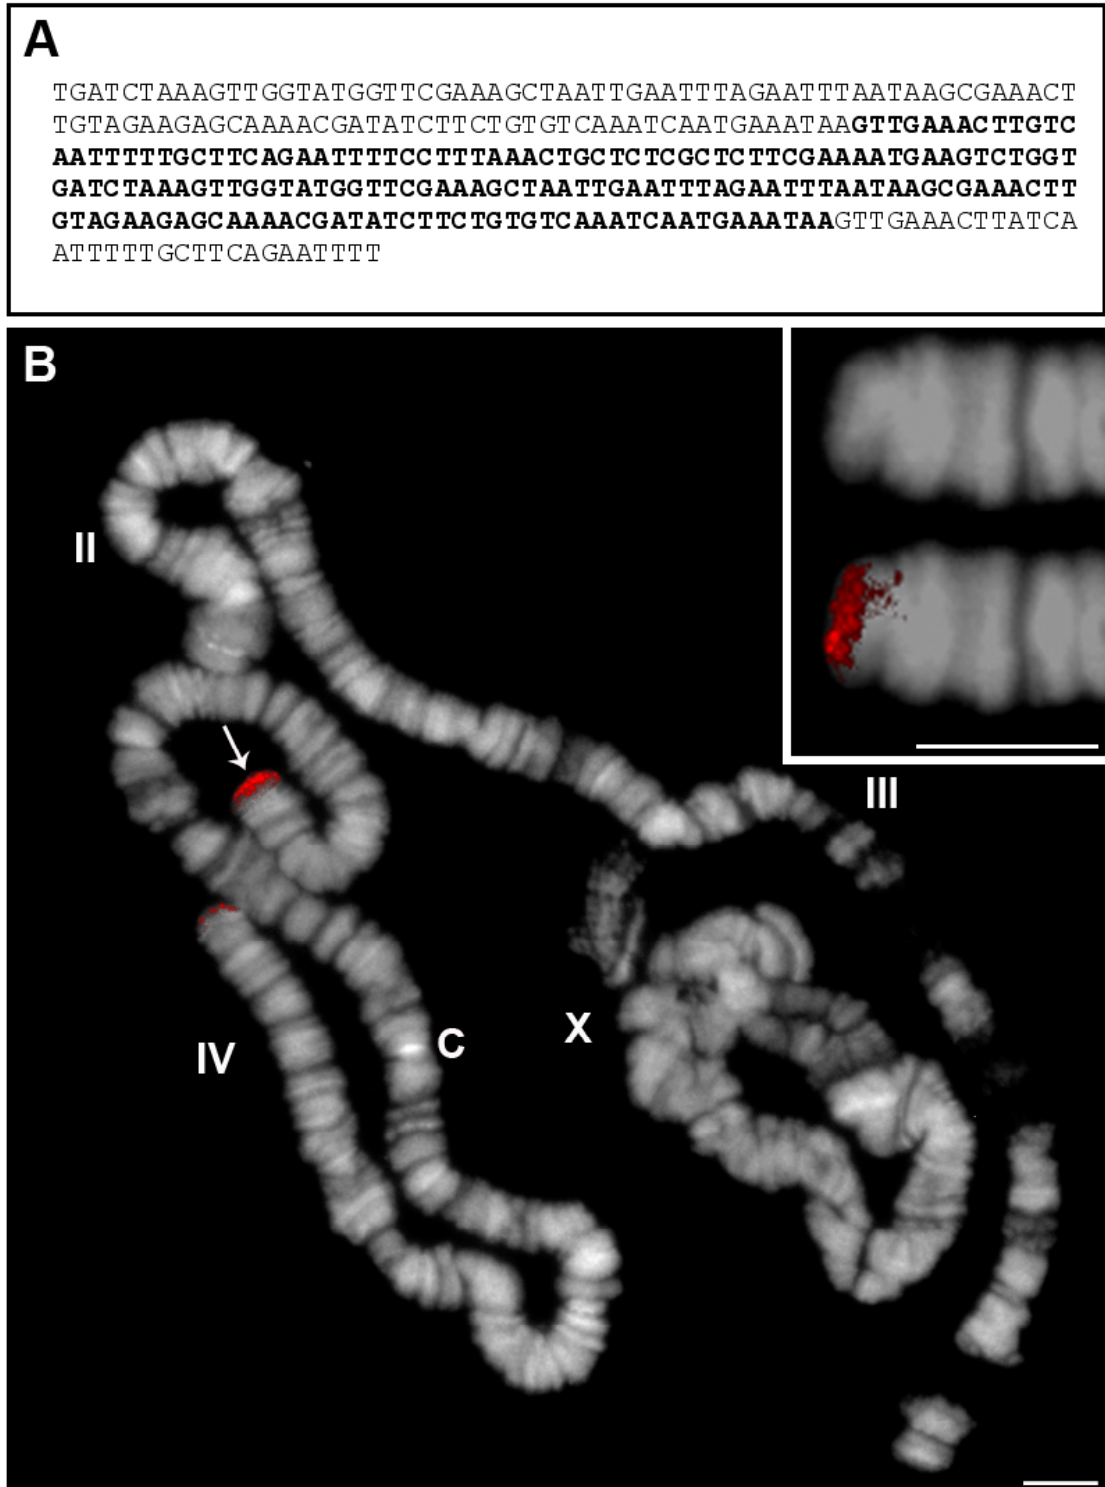 A
TGATCTAAAGTTGGTATGGTTCGAAAGCTAATTGAATTTAGAATTTAATAAGCGAAACT
TGTAGAAGAGCAAAACGATATCTTCTGTGTCAAATCAATGAAATAAGTTGAAACTTGTC
AATTTTTGCTTCAGAATTTTCCTTTAAACTGCTCTCGCTCTTCGAAAATGAAGTCTGGT
GATCTAAAGTTGGTATGGTTCGAAAGCTAATTGAATTTAGAATTTAATAAGCGAAACTT
GTAGAAGAGCAAAACGATATCTTCTGTGTCAAATCAATGAAATAAGTTGAAACTTATCA
ATTTTTGCTTCAGAATTTT
B
II
III
X
IV
C